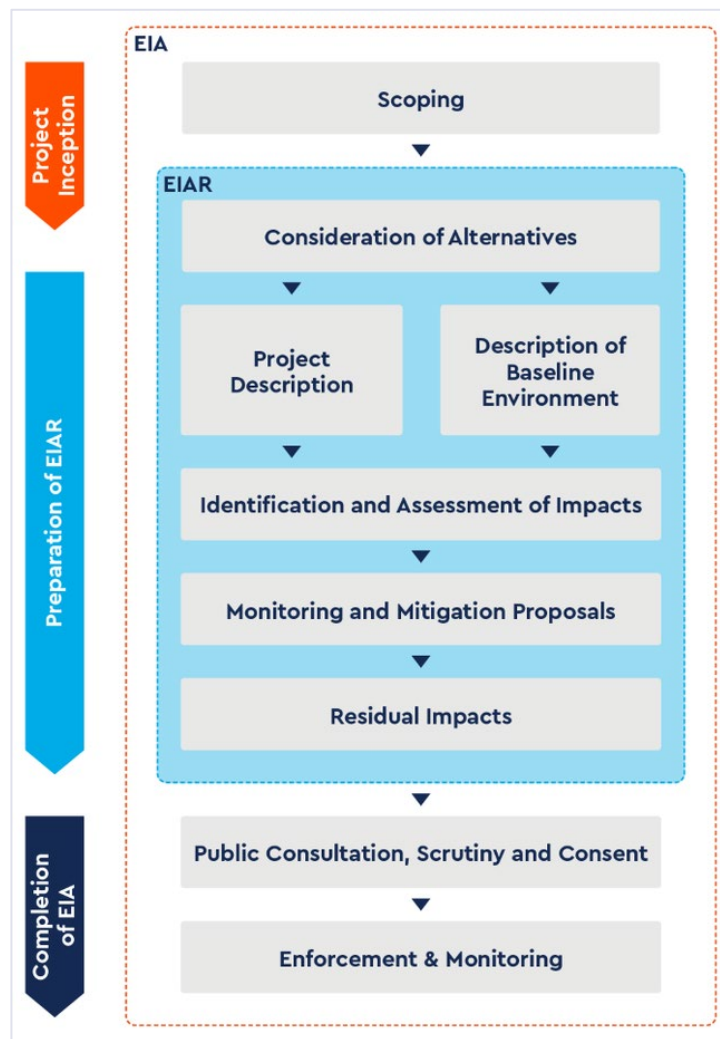 EIA
Project
Inception
Scoping
EIAR
Consideration of Alternatives
Preparation of EIAR
Project
Description
Description of
Baseline
Environment
Identification and Assessment of Impacts
Monitoring and Mitigation Proposals
Residual Impacts
Completion
of EIA
Public Consultation, Scrutiny and Consent
Enforcement & Monitoring